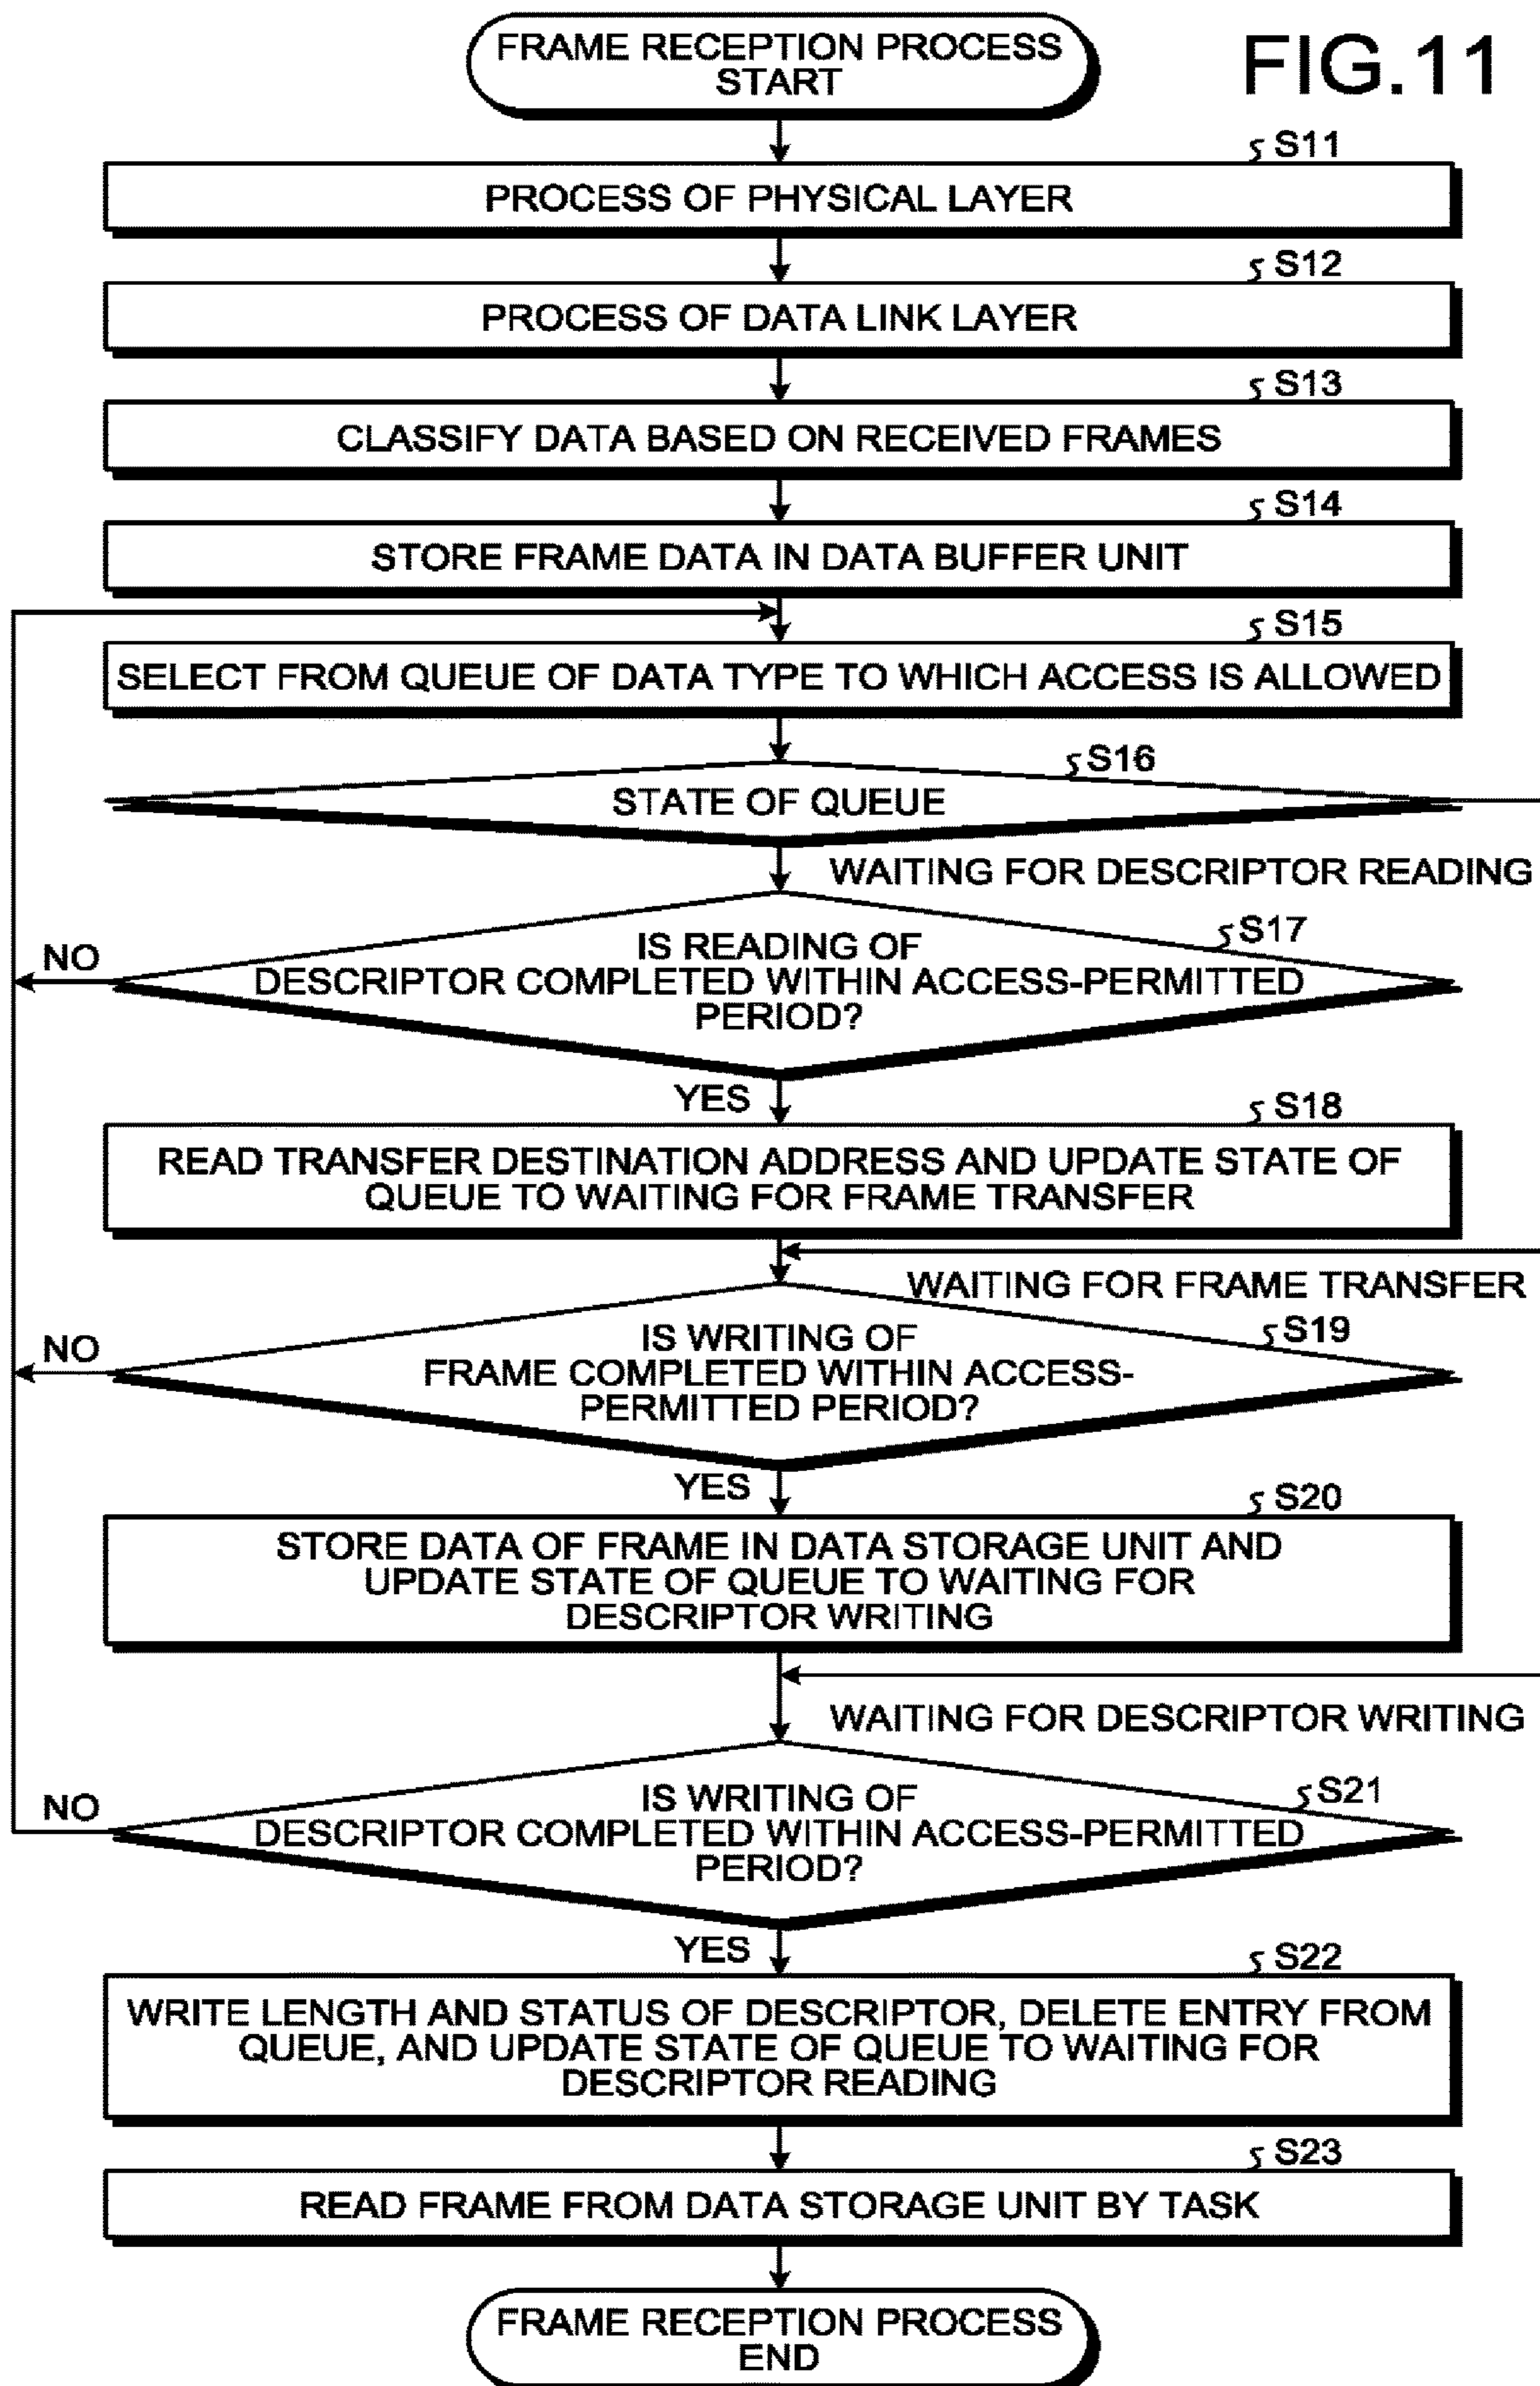 FRAME RECEPTION PROCESS
START
FIG.11
S11
PROCESS OF PHYSICAL LAYER
S12
PROCESS OF DATA LINK LAYER
S13
CLASSIFY DATA BASED ON RECEIVED FRAMES
S14
STORE FRAME DATA IN DATA BUFFER UNIT
S15
SELECT FROM QUEUE OF DATA TYPE TO WHICH ACCESS IS ALLOWED
S16
STATE OF QUEUE
WAITING FOR DESCRIPTOR READING
S17
NO
IS READING OF
DESCRIPTOR COMPLETED WITHIN ACCESS-PERMITTED
PERIOD?
YES
S18
READ TRANSFER DESTINATION ADDRESS AND UPDATE STATE OF
QUEUE TO WAITING FOR FRAME TRANSFER
WAITING FOR FRAME TRANSFER
S19
NO
IS WRITING OF
FRAME COMPLETED WITHIN ACCESS-
PERMITTED PERIOD?
YES
S20
STORE DATA OF FRAME IN DATA STORAGE UNIT AND
UPDATE STATE OF QUEUE TO WAITING FOR
DESCRIPTOR WRITING
WAITING FOR DESCRIPTOR WRITING
S21
NO
IS WRITING OF
DESCRIPTOR COMPLETED WITHIN ACCESS-PERMITTED
PERIOD?
YES
S22
WRITE LENGTH AND STATUS OF DESCRIPTOR, DELETE ENTRY FROM
QUEUE, AND UPDATE STATE OF QUEUE TO WAITING FOR
DESCRIPTOR READING
S23
READ FRAME FROM DATA STORAGE UNIT BY TASK
FRAME RECEPTION PROCESS
END